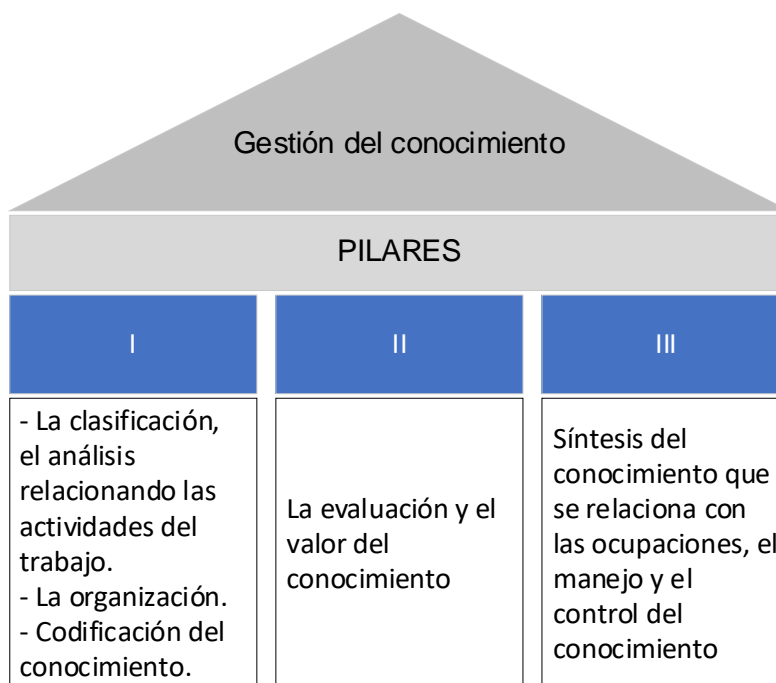 Gestión del conocimiento
PILARES
I
II
III
- La clasificación,
el análisis
relacionando las
actividades del
trabajo.
- La organización.
- Codificación del
conocimiento.
La evaluación y el
valor del
conocimiento
Síntesis del
conocimiento que
se relaciona con
las ocupaciones, el
manejo y el
control del
conocimiento